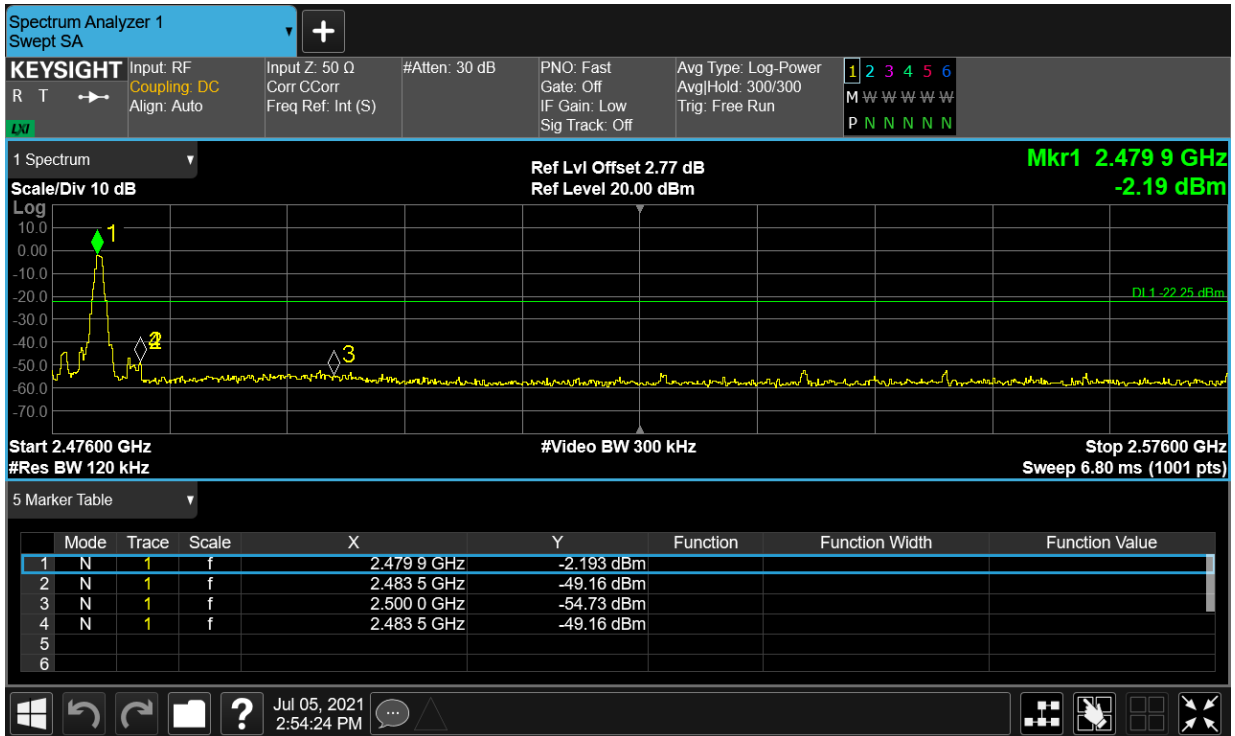 Spectrum Analyzer 1
Swept SA
KEYSIGHT Input: RF Input Z: 50 Ω #Atten: 30 dB PNO: Fast Avg Type: Log-Power 1 2 3 4 5 6
R T Coupling: DC Corr CCorr Gate: Off Avg|Hold: 300/300 M W W W W W
Align: Auto Freq Ref: Int (S) IF Gain: Low Trig: Free Run
LXI Sig Track: Off P N N N N N
1 Spectrum Ref Lvl Offset 2.77 dB Mkr1 2.479 9 GHz
Scale/Div 10 dB Ref Level 20.00 dBm -2.19 dBm
Log
10.0 1
0.00
-10.0
-20.0 DL1 -22.25 dBm
-30.0
-40.0 2 4 3
-50.0
-60.0
-70.0
Start 2.47600 GHz #Video BW 300 kHz Stop 2.57600 GHz
#Res BW 120 kHz Sweep 6.80 ms (1001 pts)
5 Marker Table
Mode Trace Scale X Y Function Function Width Function Value
1 N 1 f 2.479 9 GHz -2.193 dBm
2 N 1 f 2.483 5 GHz -49.16 dBm
3 N 1 f 2.500 0 GHz -54.73 dBm
4 N 1 f 2.483 5 GHz -49.16 dBm
5
6
? Jul 05, 2021
2:54:24 PM